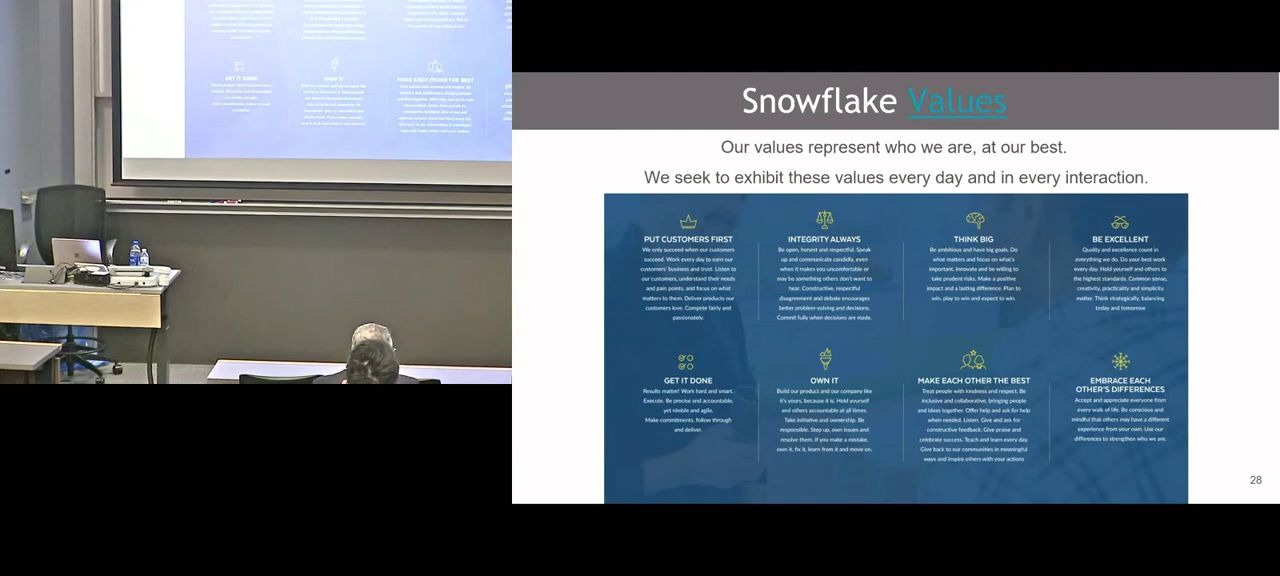 GET IT DONE
OWN IT
MAKE EACH OTHER THE BEST
Snowflake Values
Our values represent who we are, at our best.
We seek to exhibit these values every day and in every interaction.
PUT CUSTOMERS FIRST
We only succeed when our customers
succeed. Work every day to earn our
customers' business and trust. Listen to
our customers, understand their needs
and pain points, and focus on what
matters to them. Deliver products our
customers love. Compete fairly and
passionately.
INTEGRITY ALWAYS
Be open, honest and respectful. Speak
up and communicate candidly, even
when it makes you uncomfortable or
may be something others don't want to
hear. Constructive, respectful
disagreement and debate encourages
better problem-solving and decisions.
Commit fully when decisions are made.
THINK BIG
Be ambitious and have big goals. Do
what matters and focus on what's
important. Innovate and be willing to
take prudent risks. Make a positive
impact and a lasting difference. Plan to
win, play to win and expect to win.
BE EXCELLENT
Quality and excellence count in
everything we do. Do your best work
every day. Hold yourself and others to
the highest standards. Common sense,
creativity, practicality and simplicity
matter. Think strategically, balancing
today and tomorrow
GET IT DONE
Results matter! Work hard and smart.
Execute. Be precise and accountable,
yet nimble and agile.
Make commitments, follow through
and deliver.
OWN IT
Build our product and our company like
it's yours, because it is. Hold yourself
and others accountable at all times.
Take initiative and ownership. Be
responsible. Step up, own issues and
resolve them. If you make a mistake,
own it, fix it, learn from it and move on.
MAKE EACH OTHER THE BEST
Treat people with kindness and respect. Be
inclusive and collaborative, bringing people
and ideas together. Offer help and ask for help
when needed. Listen. Give and ask for
constructive feedback. Give praise and
celebrate success. Teach and learn every day.
Give back to our communities in meaningful
ways and inspire others with your actions
EMBRACE EACH
OTHER'S DIFFERENCES
Accept and appreciate everyone from
every walk of life. Be conscious and
mindful that others may have a different
experience from your own. Use our
differences to strengthen who we are.
28